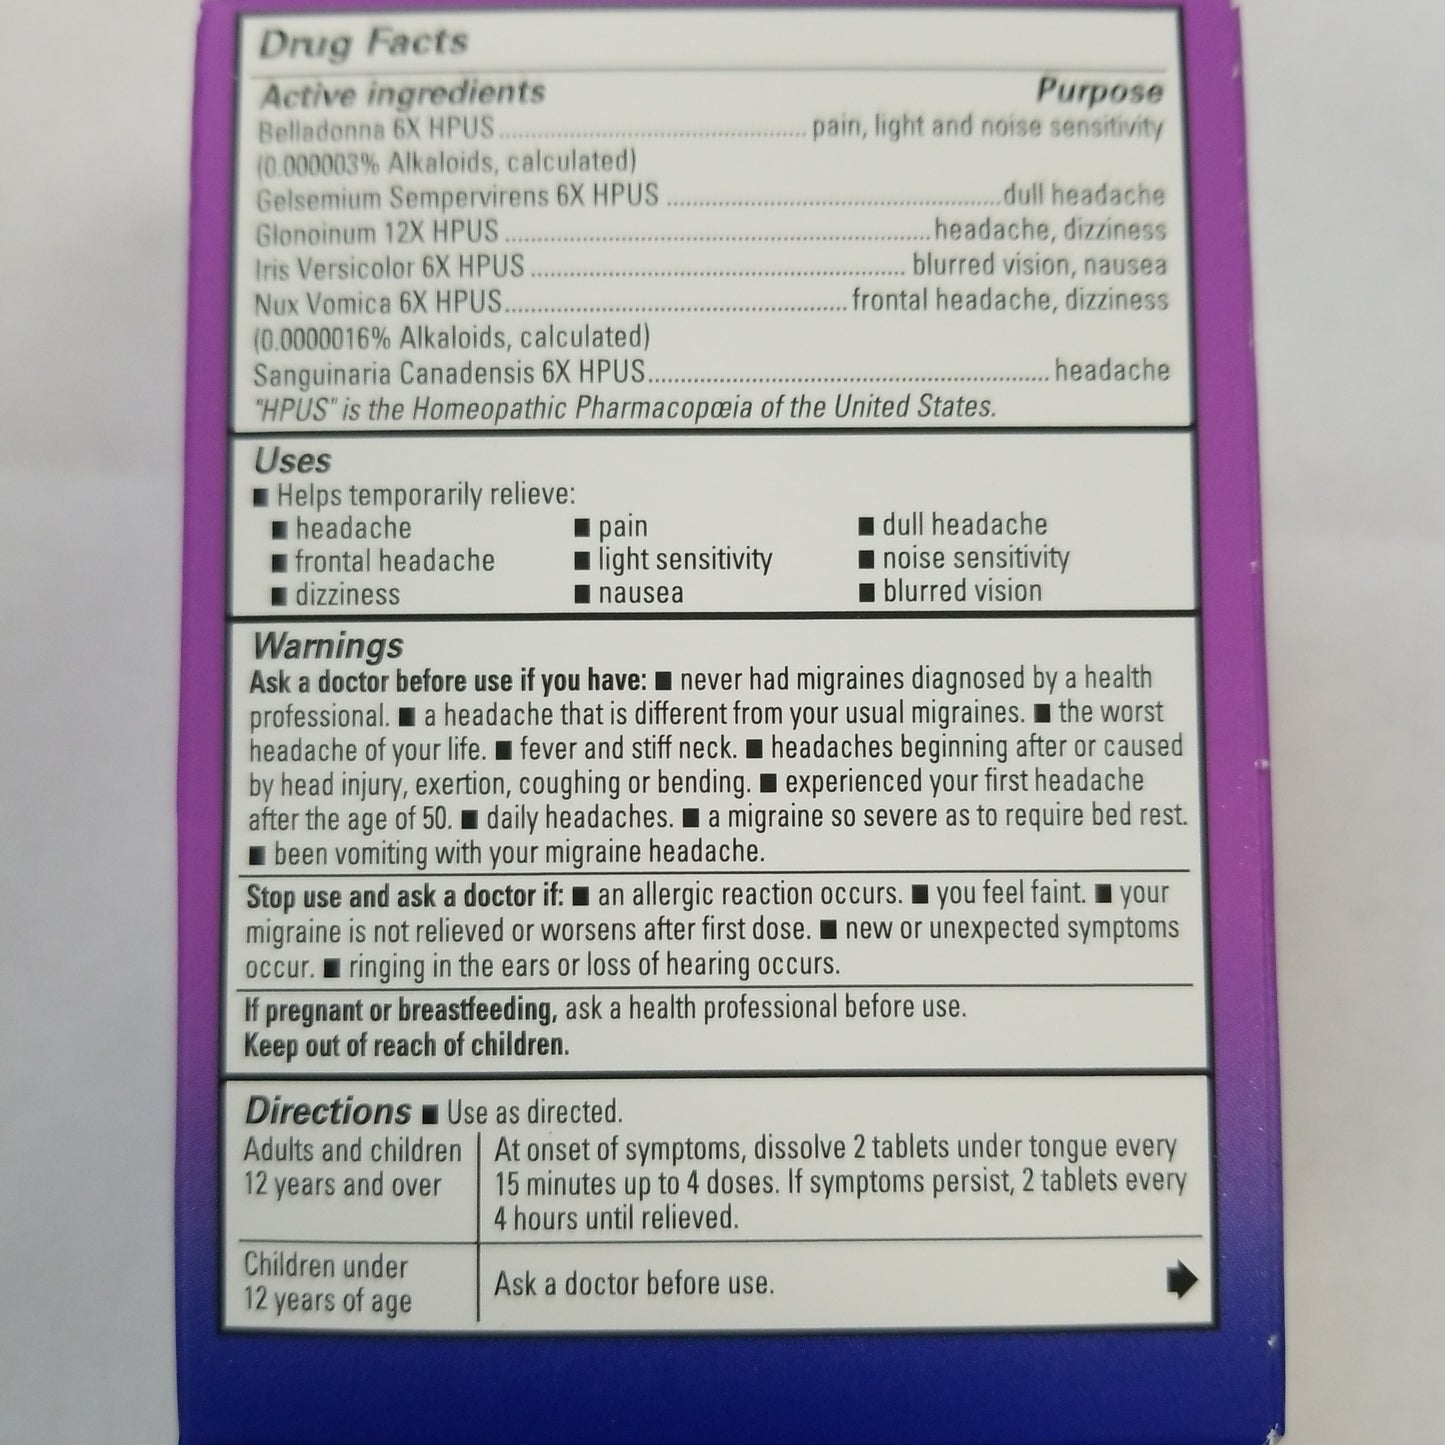 Drug Facts
Active ingredients Purpose
Belladonna 6X HPUS.............................................. pain, light and noise sensitivity
(0.000003% Alkaloids, calculated)
Gelsemium Sempervirens 6X HPUS ...................................................dull headache
Glonoinum 12X HPUS .................................................................headache, dizziness
Iris Versicolor 6X HPUS ......................................................... blurred vision, nausea
Nux Vomica 6X HPUS....................................................frontal headache, dizziness
(0.0000016% Alkaloids, calculated)
Sanguinaria Canadensis 6X HPUS............................................................. headache
"HPUS" is the Homeopathic Pharmacopœia of the United States.
Uses
■ Helps temporarily relieve:
■ headache ■ pain ■ dull headache
■ frontal headache ■ light sensitivity ■ noise sensitivity
■ dizziness ■ nausea ■ blurred vision
Warnings
Ask a doctor before use if you have: ■ never had migraines diagnosed by a health
professional. ■ a headache that is different from your usual migraines. ■ the worst
headache of your life. ■ fever and stiff neck. ■ headaches beginning after or caused
by head injury, exertion, coughing or bending. ■ experienced your first headache
after the age of 50. ■ daily headaches. ■ a migraine so severe as to require bed rest.
■ been vomiting with your migraine headache.
Stop use and ask a doctor if: ■ an allergic reaction occurs. ■ you feel faint. ■ your
migraine is not relieved or worsens after first dose. ■ new or unexpected symptoms
occur. ■ ringing in the ears or loss of hearing occurs.
If pregnant or breastfeeding, ask a health professional before use.
Keep out of reach of children.
Directions ■ Use as directed.
Adults and children
12 years and over
At onset of symptoms, dissolve 2 tablets under tongue every
15 minutes up to 4 doses. If symptoms persist, 2 tablets every
4 hours until relieved.
Children under
12 years of age
Ask a doctor before use.